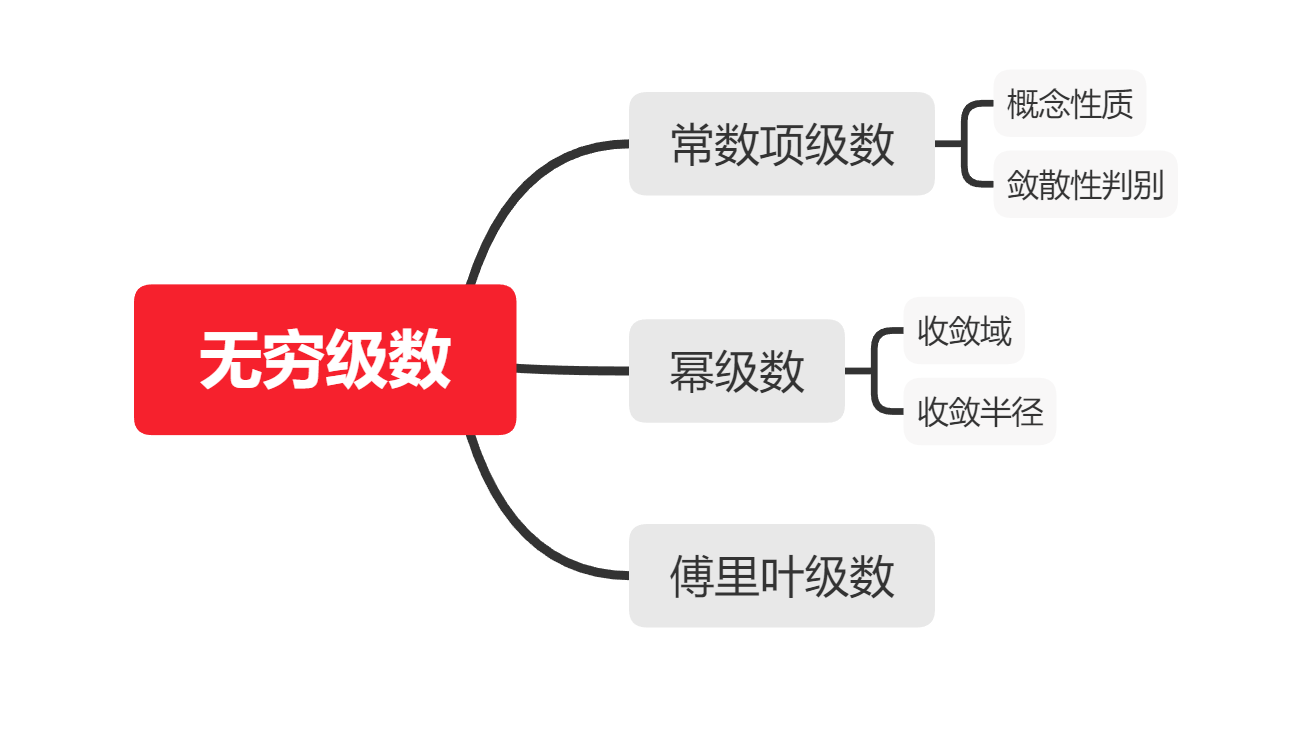 无穷级数
常数项级数
概念性质
敛散性判别
幂级数
收敛域
收敛半径
傅里叶级数